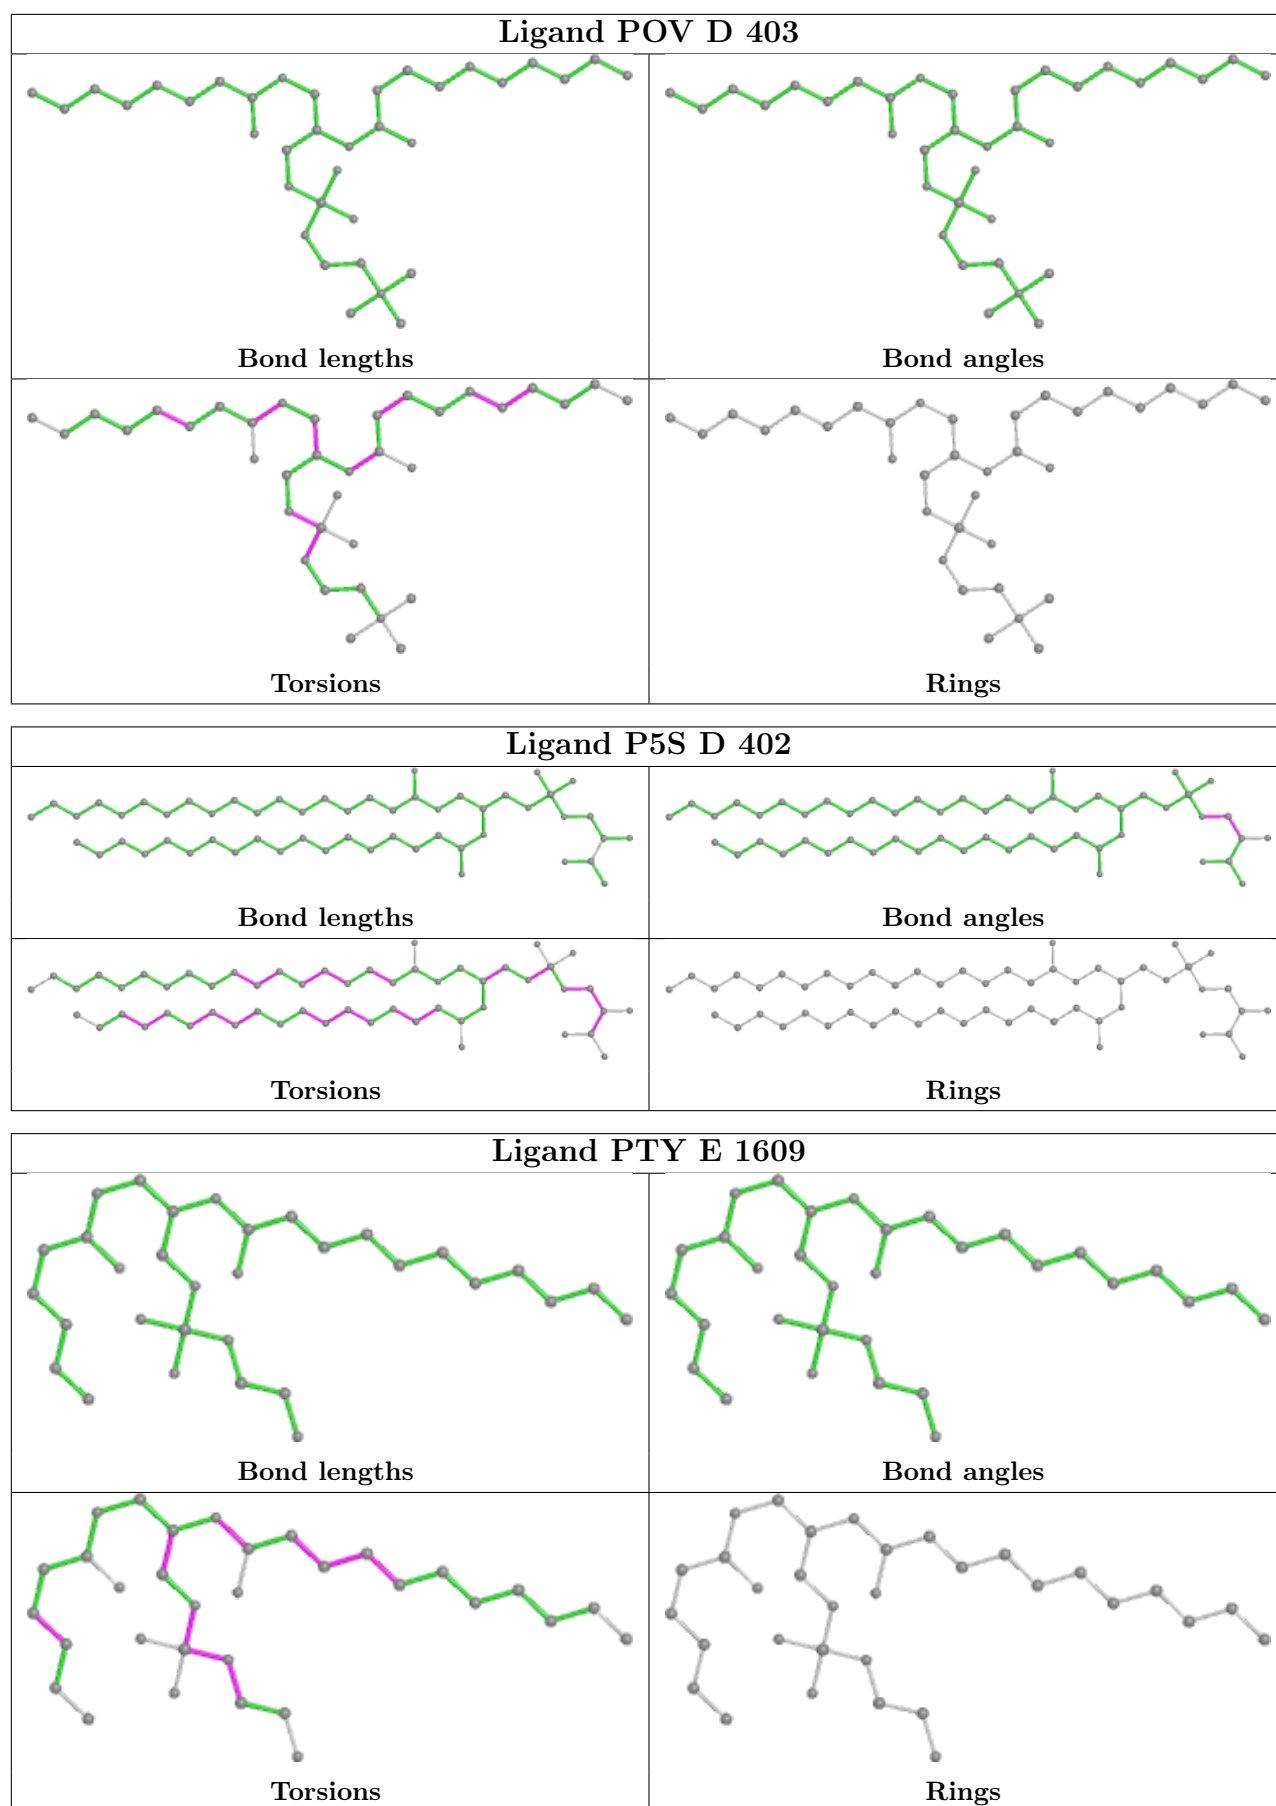 Ligand POV D 403
Bond lengths
Bond angles
Torsions
Rings
Ligand P5S D 402
Bond lengths
Bond angles
Torsions
Rings
Ligand PTY E 1609
Bond lengths
Bond angles
Torsions
Rings